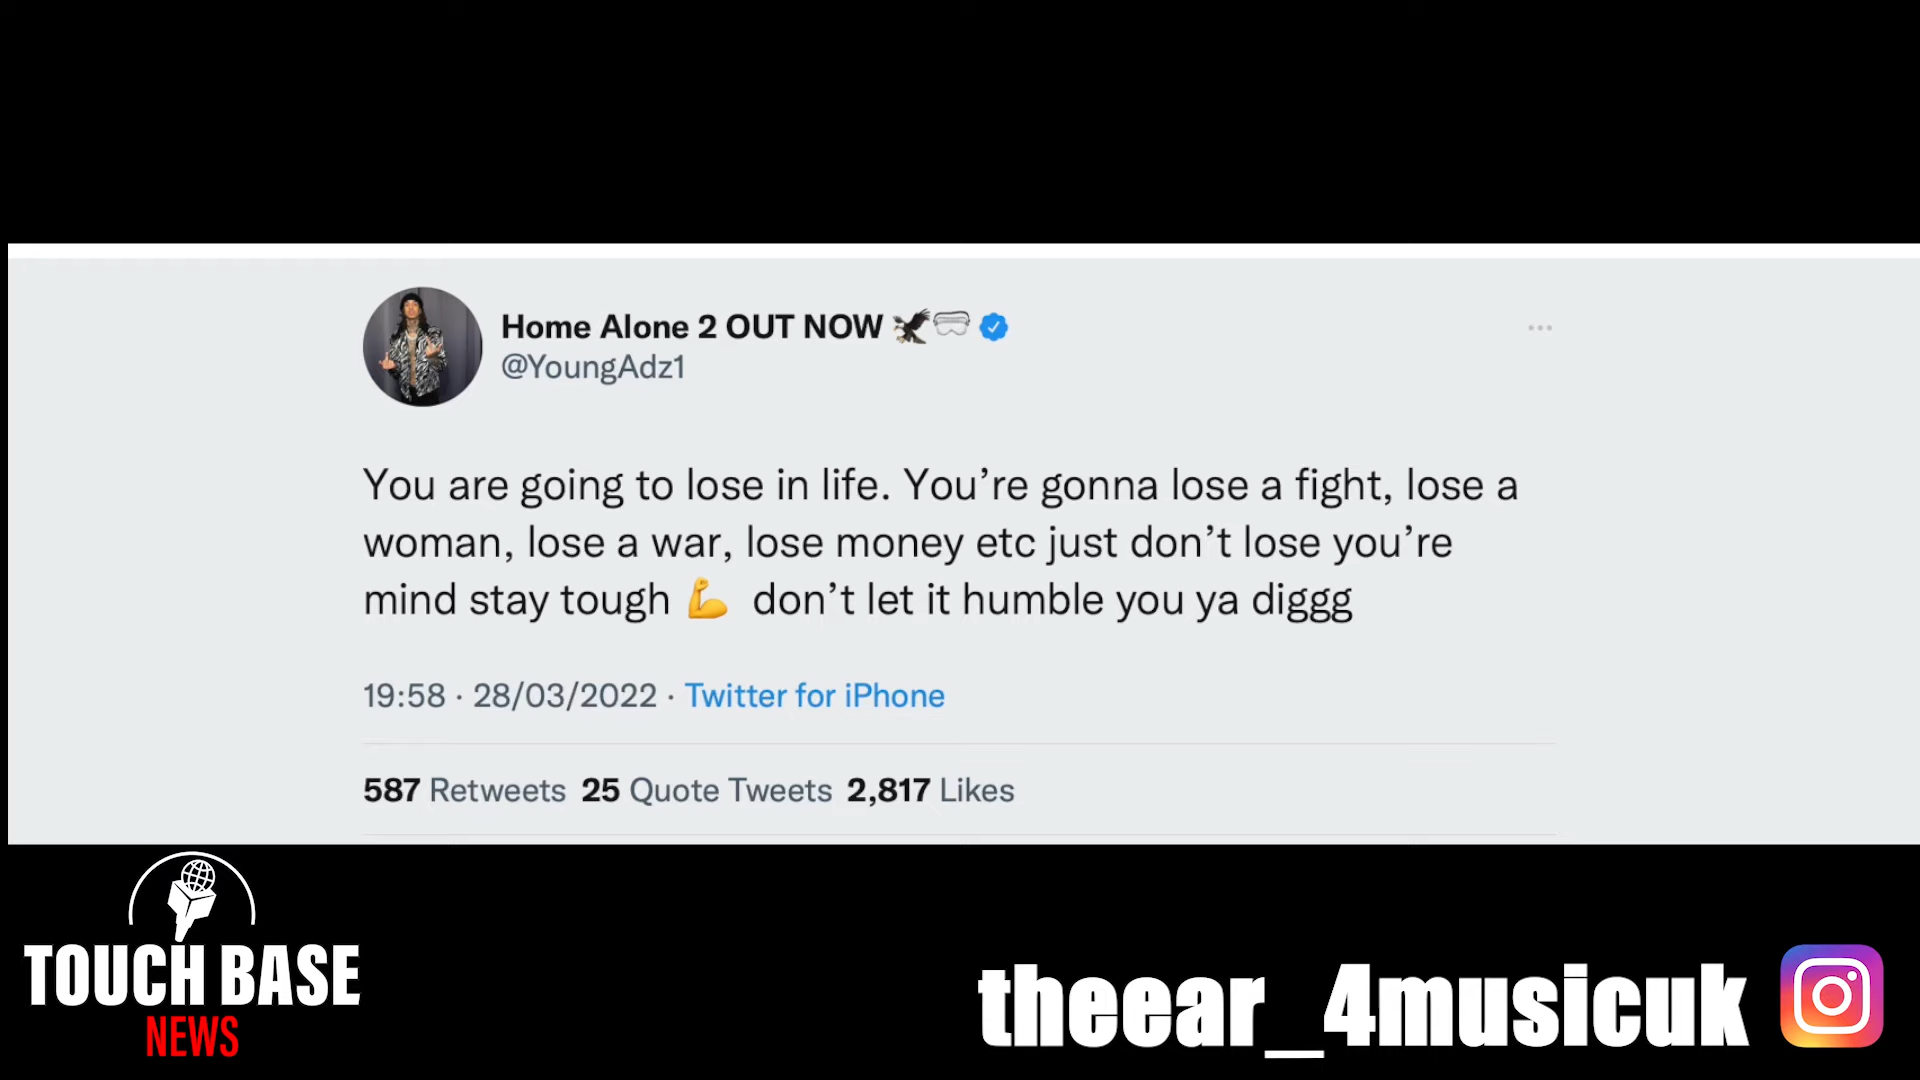 Home Alone 2 OUT NOW 🦅🥽
@YoungAdz1
You are going to lose in life. You’re gonna lose a fight, lose a
woman, lose a war, lose money etc just don’t lose you’re
mind stay tough 💪 don’t let it humble you ya diggg
19:58 · 28/03/2022 · Twitter for iPhone
587 Retweets 25 Quote Tweets 2,817 Likes
TOUCH BASE
NEWS
theear_4musicuk